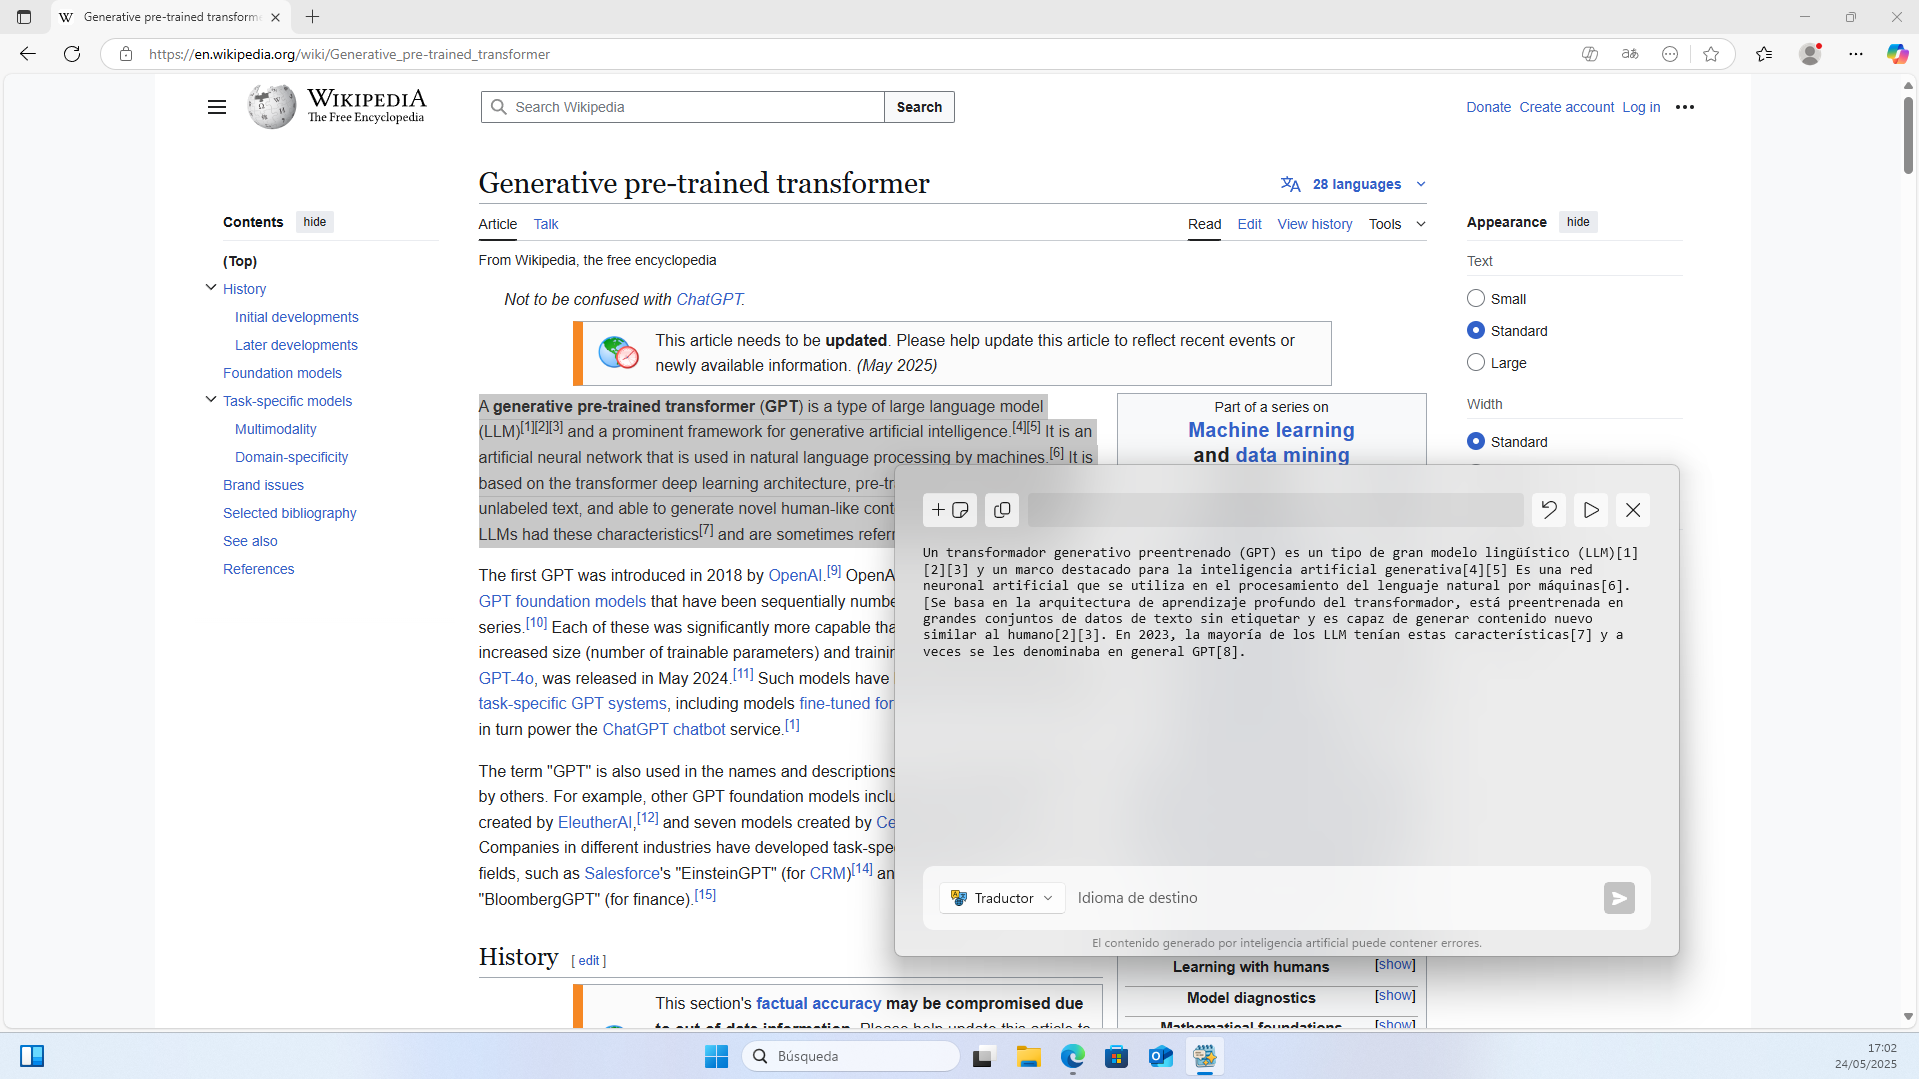 Generative pre-trained transforme
https://en.wikipedia.org/wiki/Generative_pre-trained_transformer
WIKIPEDIA
The Free Encyclopedia
Search Wikipedia
Search
Donate Create account Log in
Generative pre-trained transformer
28 languages
Contents hide
Article Talk
Read Edit View history Tools
Appearance hide
(Top)
History
Initial developments
Later developments
Foundation models
Task-specific models
Multimodality
Domain-specificity
Brand issues
Selected bibliography
See also
References
From Wikipedia, the free encyclopedia
Not to be confused with ChatGPT.
This article needs to be updated. Please help update this article to reflect recent events or
newly available information. (May 2025)
A generative pre-trained transformer (GPT) is a type of large language model
(LLM)[1][2][3] and a prominent framework for generative artificial intelligence.[4][5] It is an
artificial neural network that is used in natural language processing by machines.[6] It is
based on the transformer deep learning architecture, pre-tr
unlabeled text, and able to generate novel human-like cont
LLMs had these characteristics[7] and are sometimes referr
The first GPT was introduced in 2018 by OpenAI.[9] OpenA
GPT foundation models that have been sequentially numbe
series.[10] Each of these was significantly more capable tha
increased size (number of trainable parameters) and trainin
GPT-4o, was released in May 2024.[11] Such models have
task-specific GPT systems, including models fine-tuned for
in turn power the ChatGPT chatbot service.[1]
The term "GPT" is also used in the names and descriptions
by others. For example, other GPT foundation models inclu
created by EleutherAI,[12] and seven models created by Ce
Companies in different industries have developed task-spe
fields, such as Salesforce's "EinsteinGPT" (for CRM)[14] an
"BloombergGPT" (for finance).[15]
History [ edit ]
This section's factual accuracy may be compromised due
to out-of-date information. Please help update this article to
Part of a series on
Machine learning
and data mining
Learning with humans [show]
Model diagnostics [show]
Mathematical foundations [show]
Text
Small
Standard
Large
Width
Standard
Un transformador generativo preentrenado (GPT) es un tipo de gran modelo lingüístico (LLM)[1]
[2][3] y un marco destacado para la inteligencia artificial generativa[4][5] Es una red
neuronal artificial que se utiliza en el procesamiento del lenguaje natural por máquinas[6].
[Se basa en la arquitectura de aprendizaje profundo del transformador, está preentrenada en
grandes conjuntos de datos de texto sin etiquetar y es capaz de generar contenido nuevo
similar al humano[2][3]. En 2023, la mayoría de los LLM tenían estas características[7] y a
veces se les denominaba en general GPT[8].
Traductor
Idioma de destino
El contenido generado por inteligencia artificial puede contener errores.
Búsqueda
17:02
24/05/2025